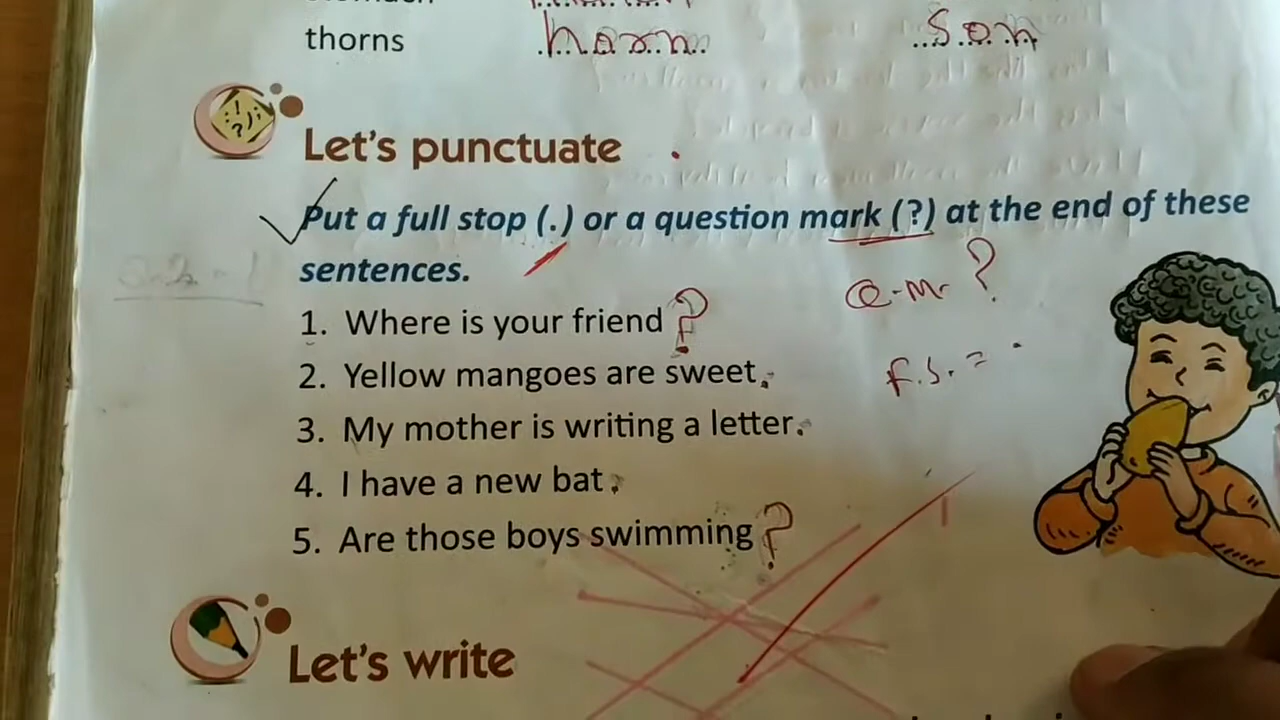 thorns horn son
Let's punctuate
Put a full stop (.) or a question mark (?) at the end of these
sentences.
Q.M. ?
1. Where is your friend ?
F.S. = .
2. Yellow mangoes are sweet.
3. My mother is writing a letter.
4. I have a new bat.
5. Are those boys swimming ?
Let's write